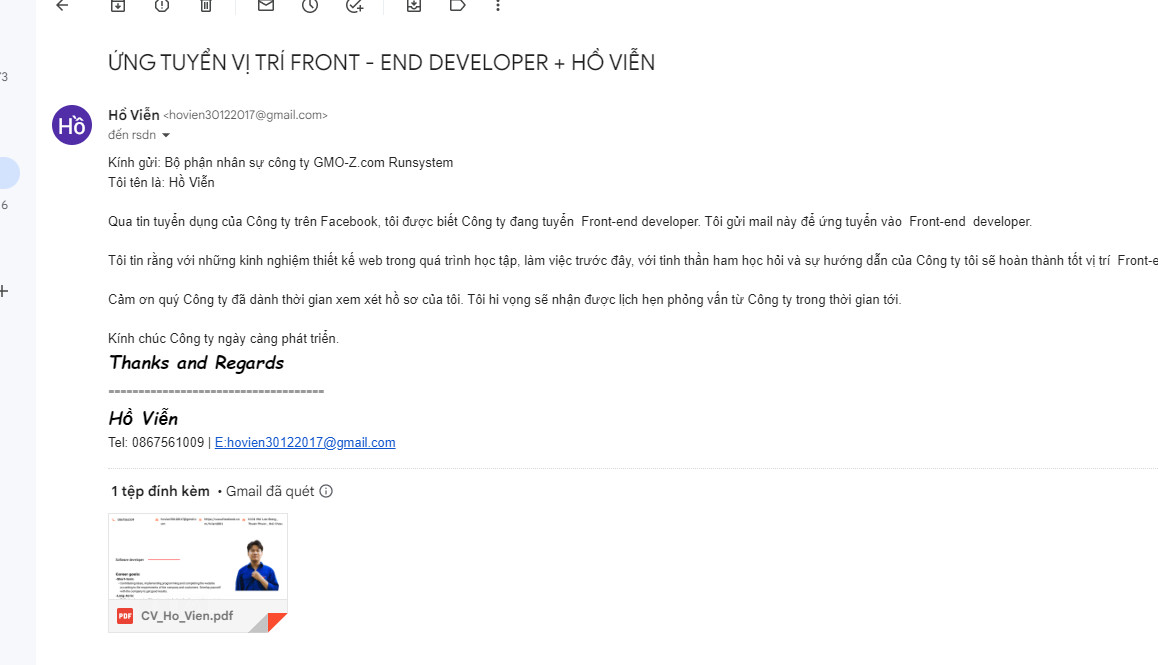 ỨNG TUYỂN VỊ TRÍ FRONT - END DEVELOPER + HỒ VIỄN
Hồ
Hồ Viễn <hovien30122017@gmail.com>
đến rsdn
Kính gửi: Bộ phận nhân sự công ty GMO-Z.com Runsystem
Tôi tên là: Hồ Viễn
Qua tin tuyển dụng của Công ty trên Facebook, tôi được biết Công ty đang tuyển  Front-end developer. Tôi gửi mail này để ứng tuyển vào  Front-end  developer.
Tôi tin rằng với những kinh nghiệm thiết kế web trong quá trình học tập, làm việc trước đây, với tinh thần ham học hỏi và sự hướng dẫn của Công ty tôi sẽ hoàn thành tốt vị trí  Front-e
Cảm ơn quý Công ty đã dành thời gian xem xét hồ sơ của tôi. Tôi hi vọng sẽ nhận được lịch hẹn phỏng vấn từ Công ty trong thời gian tới.
Kính chúc Công ty ngày càng phát triển.
Thanks and Regards
====================================
Hồ Viễn
Tel: 0867561009 | E:hovien30122017@gmail.com
1 tệp đính kèm • Gmail đã quét
Software developer
Career goals:
PDF CV_Ho_Vien.pdf